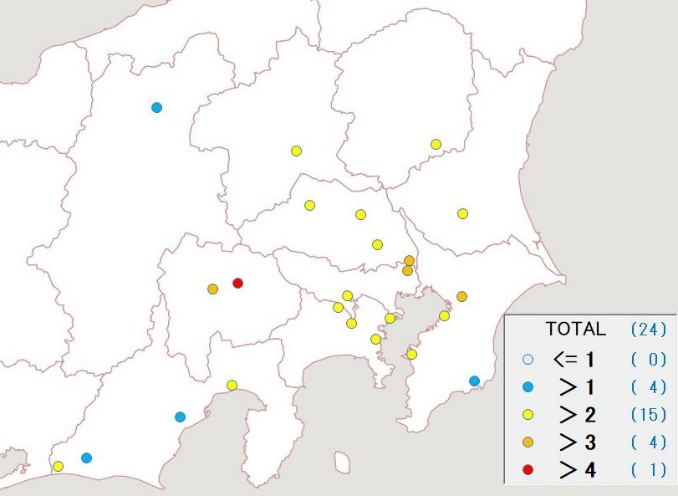 TOTAL (24)
<= 1 ( 0)
> 1 ( 4)
> 2 (15)
> 3 ( 4)
> 4 ( 1)